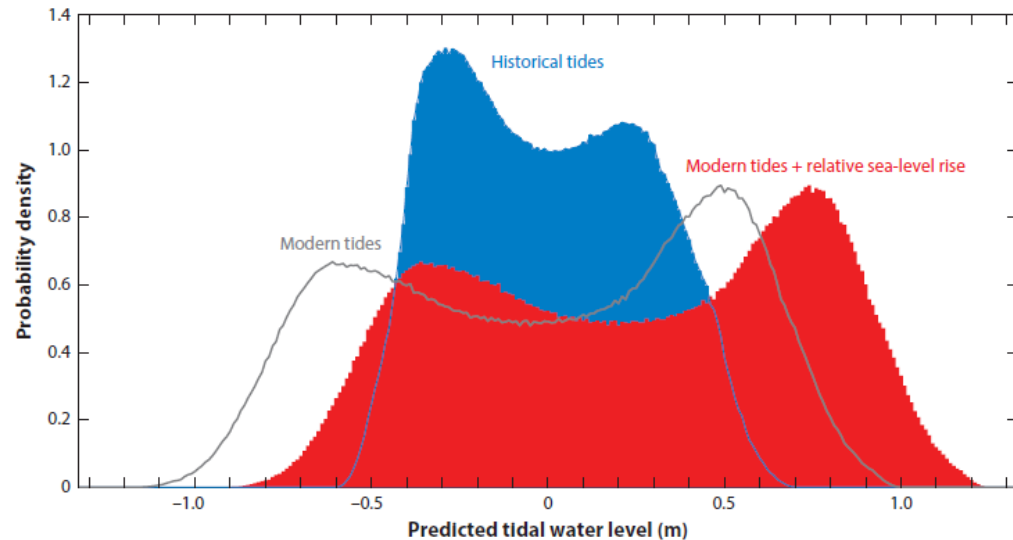 1.4
1.2
1.0
0.8
0.6
0.4
0.2
0
Probability density
Historical tides
Modern tides + relative sea-level rise
Modern tides
−1.0 −0.5 0 0.5 1.0
Predicted tidal water level (m)